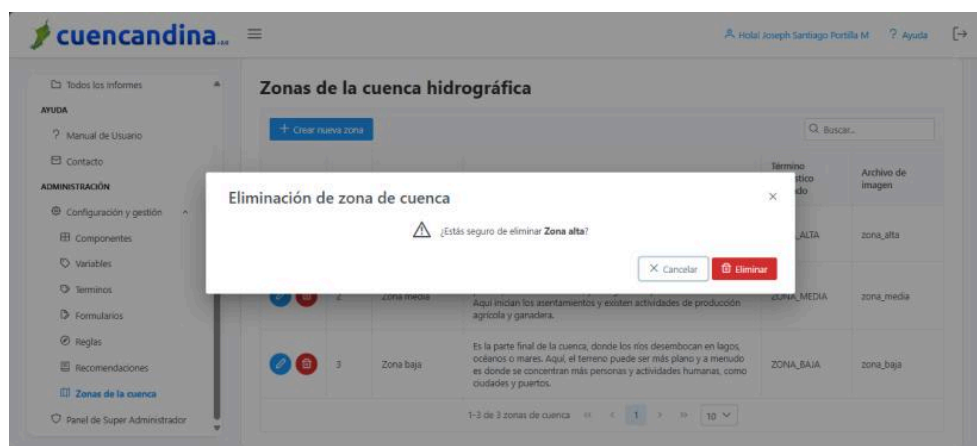 cuencandina
Hola! Joseph Santiago Portilla M
? Ayuda
Todos los informes
AYUDA
? Manual de Usuario
Contacto
ADMINISTRACIÓN
Configuración y gestión
Componentes
Variables
Terminos
Formularios
Reglas
Recomendaciones
Zonas de la cuenca
Panel de Super Administrador
Zonas de la cuenca hidrográfica
+ Crear nueva zona
Buscar...
Término
Archivo de
imagen
Eliminación de zona de cuenca
¿Estás seguro de eliminar Zona alta?
Cancelar
Eliminar
zona_alta
2 Zona media
Aquí inician los asentamientos y existen actividades de producción
agrícola y ganadera.
ZONA_MEDIA zona_media
3 Zona baja
Es la parte final de la cuenca, donde los ríos desembocan en lagos,
océanos o mares. Aquí, el terreno puede ser más plano y a menudo
es donde se concentran más personas y actividades humanas, como
ciudades y puertos.
ZONA_BAJA zona_baja
1-3 de 3 zonas de cuenca
1
10